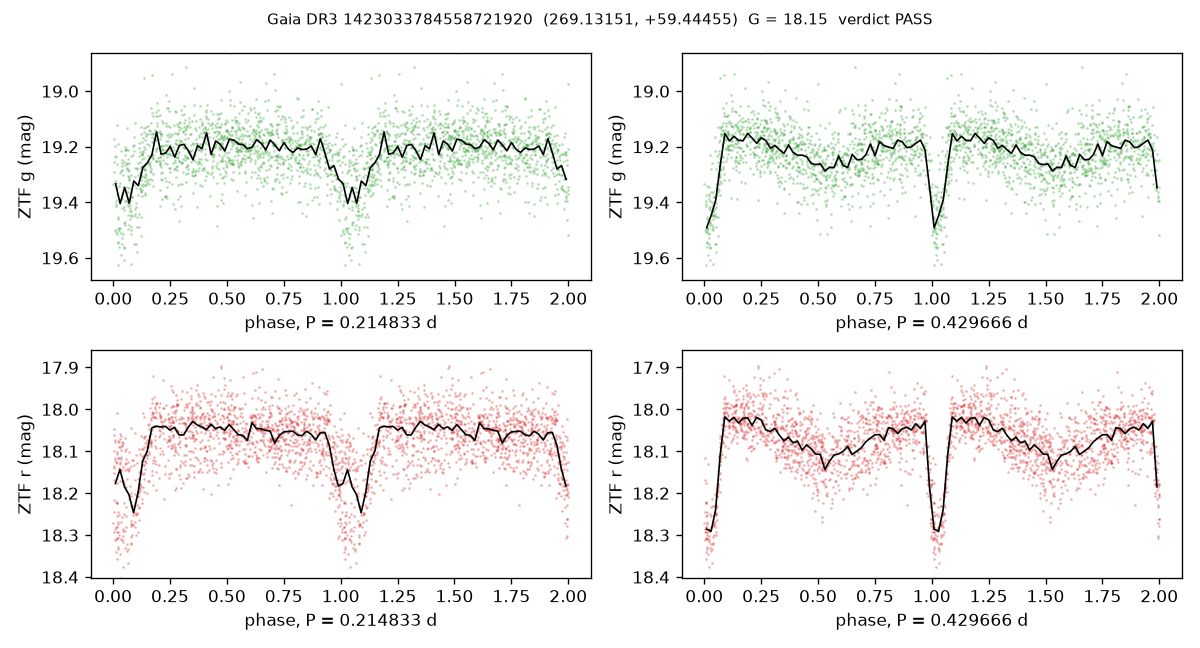 Gaia DR3 1423033784558721920 (269.13151, +59.44455) G = 18.15 verdict PASS
ZTF g (mag)
19.0
19.2
19.4
19.6
0.00 0.25 0.50 0.75 1.00 1.25 1.50 1.75 2.00
phase, P = 0.214833 d
ZTF g (mag)
19.0
19.2
19.4
19.6
0.00 0.25 0.50 0.75 1.00 1.25 1.50 1.75 2.00
phase, P = 0.429666 d
ZTF r (mag)
17.9
18.0
18.1
18.2
18.3
18.4
0.00 0.25 0.50 0.75 1.00 1.25 1.50 1.75 2.00
phase, P = 0.214833 d
ZTF r (mag)
17.9
18.0
18.1
18.2
18.3
18.4
0.00 0.25 0.50 0.75 1.00 1.25 1.50 1.75 2.00
phase, P = 0.429666 d